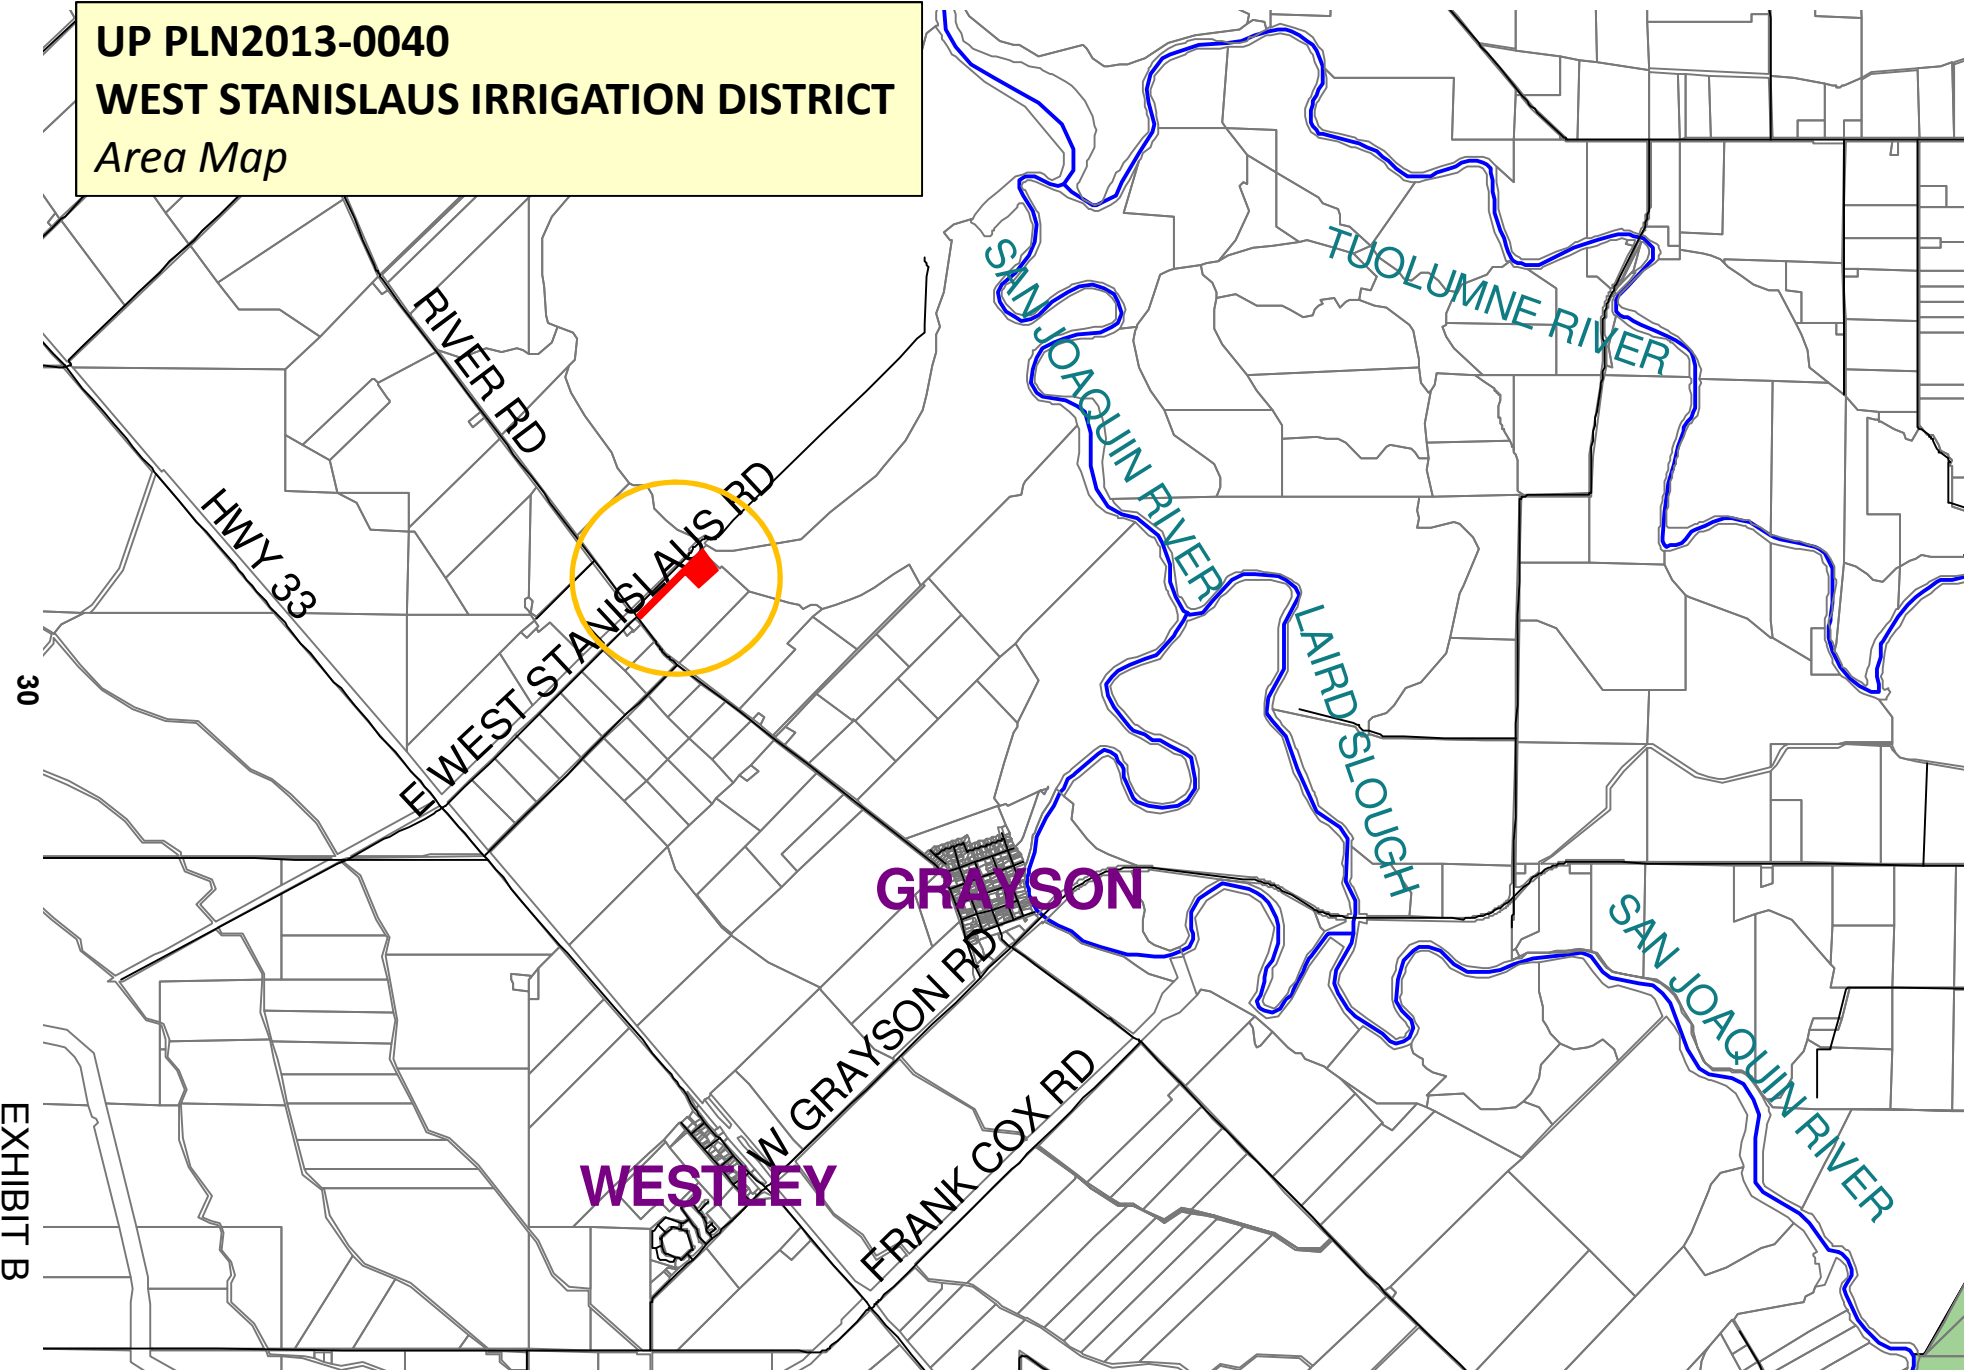 UP PLN2013-0040
WEST STANISLAUS IRRIGATION DISTRICT
Area Map
RIVER RD
HWY 33
E WEST STANISLAUS RD
SAN JOAQUIN RIVER
TUOLUMNE RIVER
LAIRD SLOUGH
GRAYSON
SAN JOAQUIN RIVER
W GRAYSON RD
FRANK COX RD
WESTLEY
30
EXHIBIT B